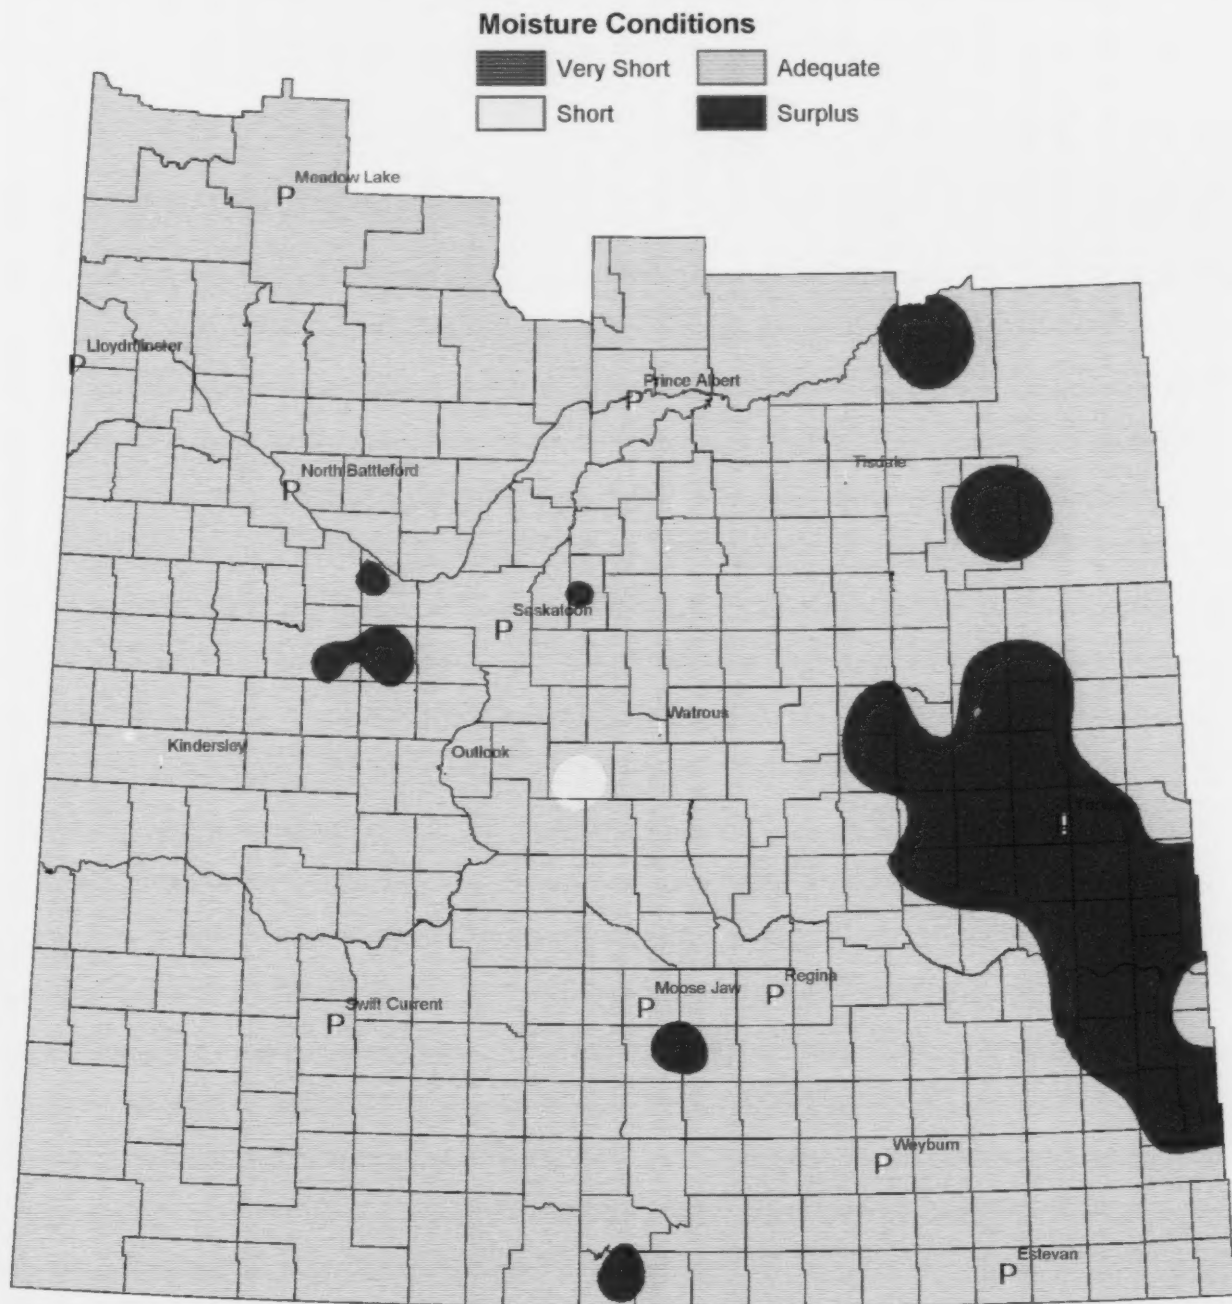 Moisture Conditions
Very Short Adequate
Short Surplus
Meadow Lake
P
Lloydminster
P
Prince Albert
P
North Battleford
P
Tisdale
Saskatoon
P
Watrous
Kindersley
Outlook
Regina
P
Moose Jaw
P
Swift Current
P
Weyburn
P
Estevan
P